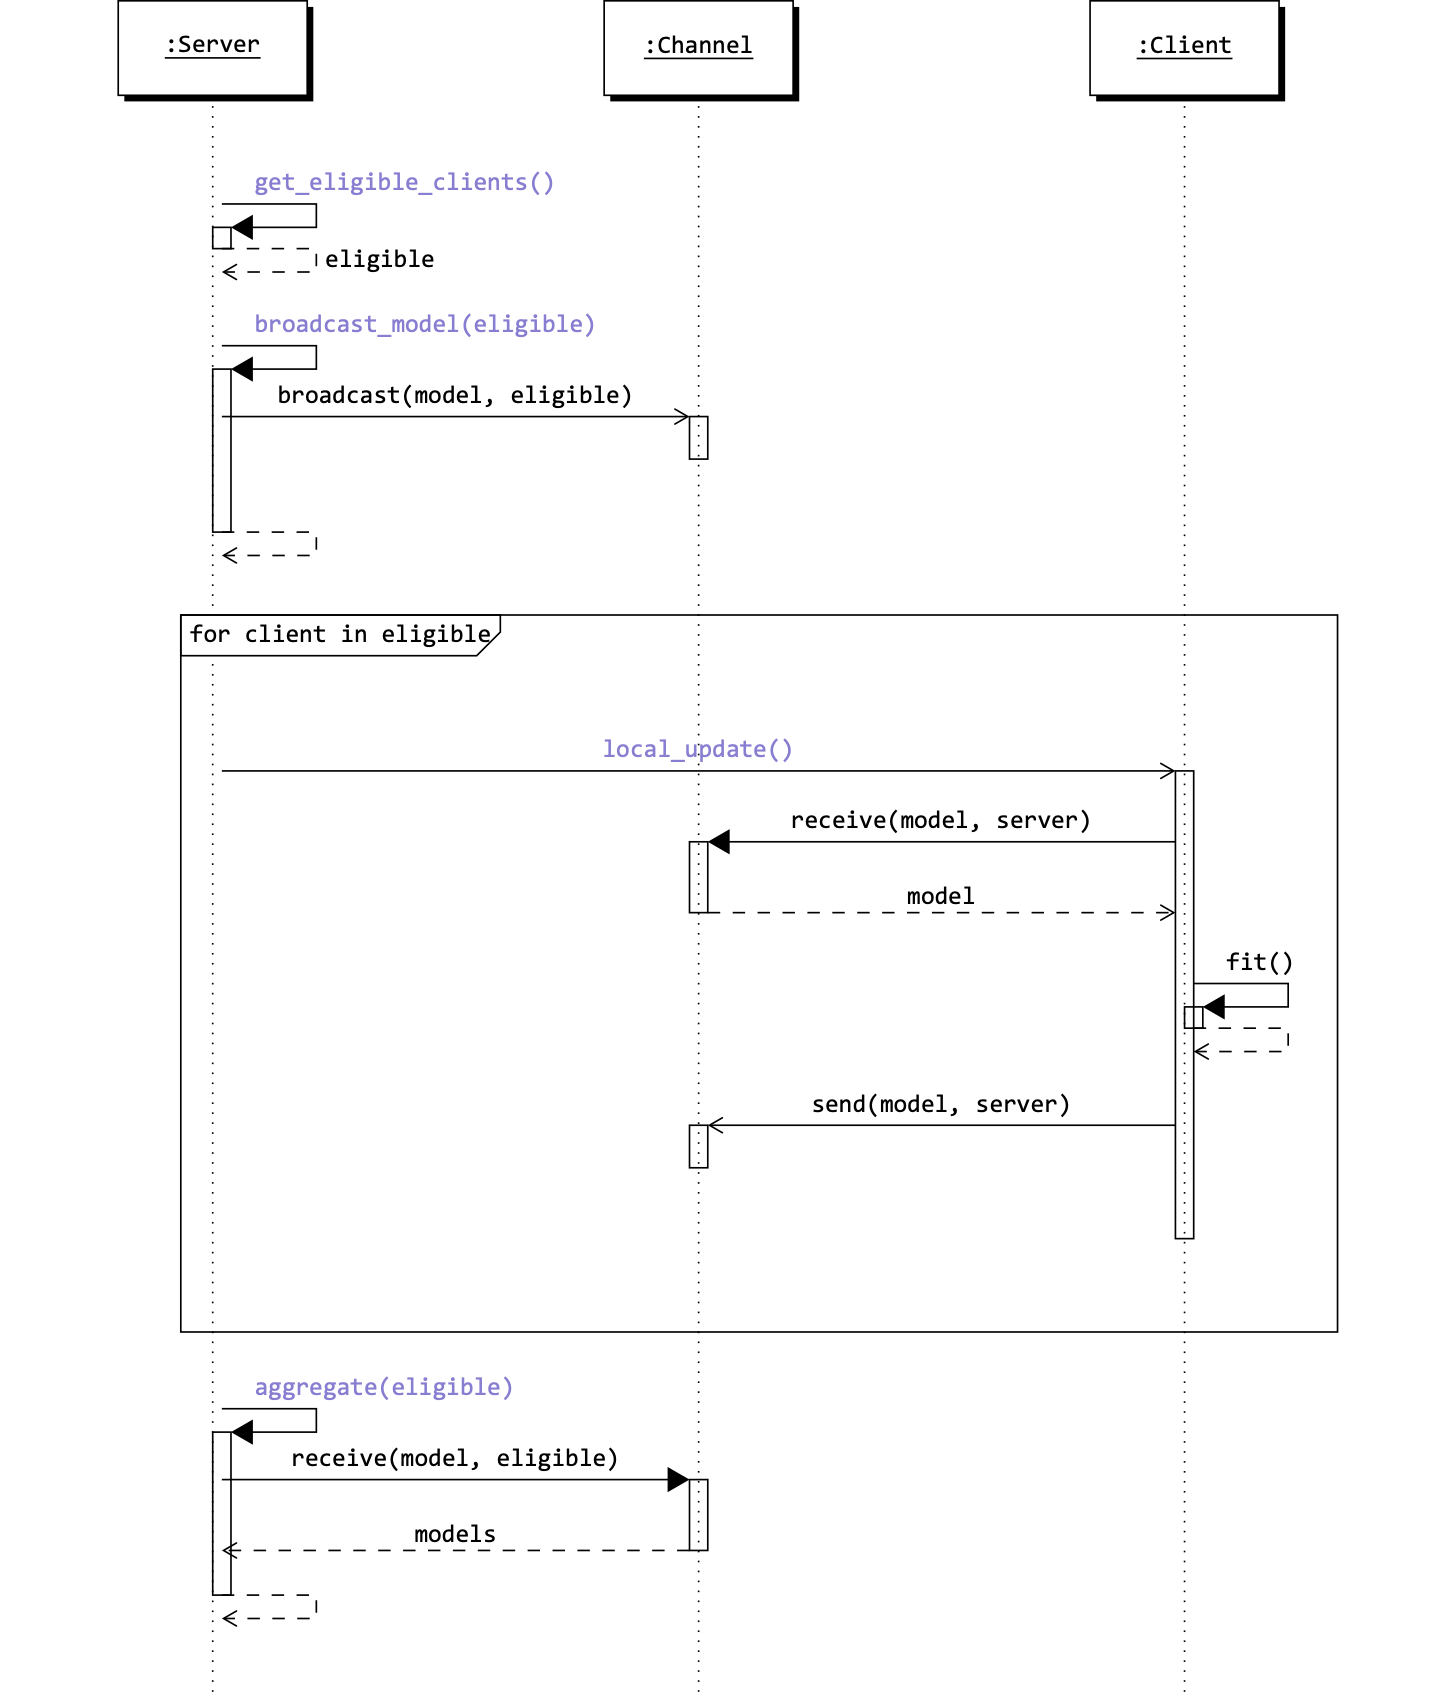 :Server
:Channel
:Client
get_eligible_clients()
eligible
broadcast_model(eligible)
broadcast(model, eligible)
for client in eligible
local_update()
receive(model, server)
model
fit()
send(model, server)
aggregate(eligible)
receive(model, eligible)
models